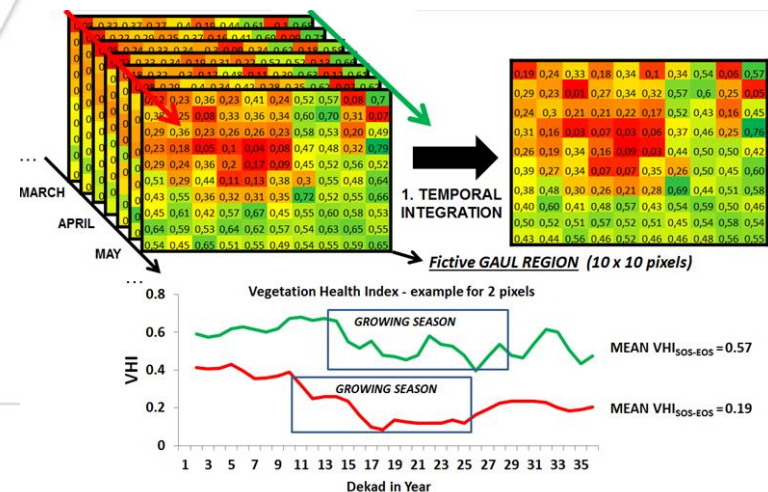 0,23 0,36 0,23 0,41 0,24 0,52 0,57 0,08 0,7
0,25 0,08 0,33 0,36 0,34 0,60 0,70 0,31 0,07
0,29 0,36 0,23 0,26 0,26 0,23 0,58 0,53 0,20 0,49
0,23 0,18 0,05 0,1 0,04 0,08 0,47 0,48 0,32 0,79
0,29 0,24 0,36 0,2 0,17 0,09 0,45 0,52 0,56 0,52
0,51 0,29 0,44 0,11 0,13 0,38 0,3 0,55 0,48 0,64
0,43 0,55 0,36 0,32 0,31 0,35 0,72 0,52 0,55 0,66
0,45 0,61 0,42 0,57 0,67 0,45 0,55 0,60 0,58 0,53
0,64 0,59 0,53 0,64 0,62 0,57 0,54 0,63 0,65 0,55
0,54 0,45 0,65 0,51 0,55 0,49 0,54 0,55 0,59 0,65
...
MARCH
APRIL
MAY
...
1. TEMPORAL
INTEGRATION
0,19 0,24 0,33 0,18 0,34 0,1 0,34 0,54 0,06 0,57
0,29 0,23 0,01 0,27 0,34 0,32 0,57 0,6 0,25 0,05
0,24 0,3 0,21 0,21 0,22 0,17 0,52 0,43 0,16 0,45
0,31 0,16 0,03 0,07 0,03 0,06 0,37 0,46 0,25 0,76
0,26 0,19 0,34 0,16 0,09 0,03 0,44 0,50 0,50 0,42
0,39 0,27 0,34 0,07 0,07 0,35 0,26 0,50 0,45 0,60
0,38 0,48 0,30 0,26 0,21 0,28 0,69 0,44 0,51 0,58
0,40 0,60 0,41 0,48 0,57 0,43 0,54 0,59 0,50 0,46
0,50 0,52 0,51 0,57 0,52 0,51 0,45 0,54 0,58 0,54
0,43 0,44 0,56 0,46 0,52 0,46 0,46 0,48 0,56 0,55
Fictive GAUL REGION (10 x 10 pixels)
Vegetation Health Index - example for 2 pixels
VHI
0.8
0.6
0.4
0.2
0
GROWING SEASON
GROWING SEASON
MEAN VHI SOS-EOS = 0.57
MEAN VHI SOS-EOS = 0.19
1 3 5 7 9 11 13 15 17 19 21 23 25 27 29 31 33 35
Dekad in Year